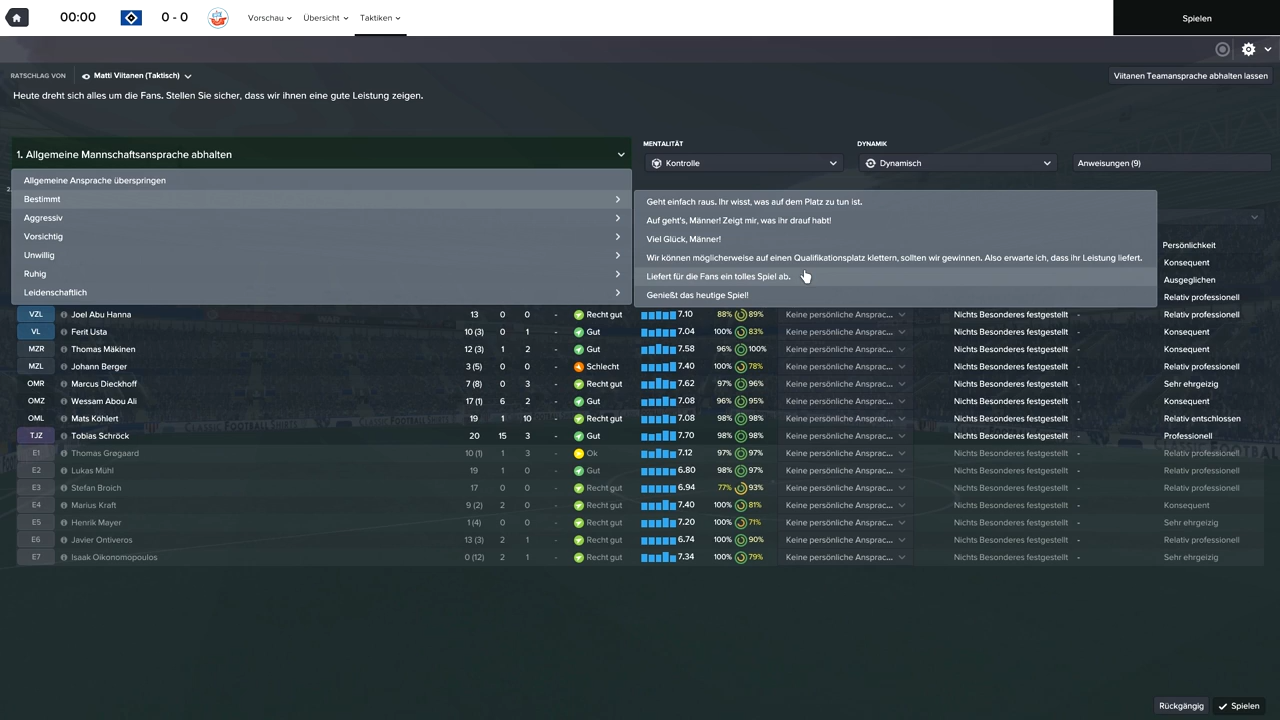 00:00 0 - 0 Vorschau Übersicht Taktiken Spielen
RATSCHLAG VON Matti Viitanen (Taktisch) Viitanen Teamansprache abhalten lassen
Heute dreht sich alles um die Fans. Stellen Sie sicher, dass wir ihnen eine gute Leistung zeigen.
MENTALITÄT DYNAMIK
1. Allgemeine Mannschaftsansprache abhalten Kontrolle Dynamisch Anweisungen (9)
Allgemeine Ansprache überspringen
Bestimmt
Aggressiv
Vorsichtig
Unwillig
Ruhig
Leidenschaftlich
Geht einfach raus. Ihr wisst, was auf dem Platz zu tun ist.
Auf geht's, Männer! Zeigt mir, was ihr drauf habt!
Viel Glück, Männer!
Wir können möglicherweise auf einen Qualifikationsplatz klettern, sollten wir gewinnen. Also erwarte ich, dass ihr Leistung liefert.
Liefert für die Fans ein tolles Spiel ab.
Genießt das heutige Spiel!
Persönlichkeit
Konsequent
Ausgeglichen
Relativ professionell
VZL Joel Abu Hanna 13 0 0 - Recht gut 7.10 88% 89% Keine persönliche Ansprac... Nichts Besonderes festgestellt - Relativ professionell
VL Ferit Usta 10 (3) 0 1 - Gut 7.04 100% 83% Keine persönliche Ansprac... Nichts Besonderes festgestellt - Konsequent
MZR Thomas Mäkinen 12 (3) 1 2 - Gut 7.58 96% 100% Keine persönliche Ansprac... Nichts Besonderes festgestellt - Konsequent
MZL Johann Berger 3 (5) 0 0 - Schlecht 7.40 100% 78% Keine persönliche Ansprac... Nichts Besonderes festgestellt - Relativ professionell
OMR Marcus Dieckhoff 7 (8) 0 3 - Recht gut 7.62 97% 96% Keine persönliche Ansprac... Nichts Besonderes festgestellt - Sehr ehrgeizig
OMZ Wessam Abou Ali 17 (1) 6 2 - Gut 7.08 96% 95% Keine persönliche Ansprac... Nichts Besonderes festgestellt - Konsequent
OML Mats Köhlert 19 1 10 - Recht gut 7.08 98% 98% Keine persönliche Ansprac... Nichts Besonderes festgestellt - Relativ entschlossen
TJZ Tobias Schröck 20 15 3 - Gut 7.70 98% 98% Keine persönliche Ansprac... Nichts Besonderes festgestellt - Professionell
E1 Thomas Grøgaard 10 (1) 1 3 - Ok 7.12 97% 97% Keine persönliche Ansprac... Nichts Besonderes festgestellt - Relativ professionell
E2 Lukas Mühl 19 1 0 - Gut 6.80 98% 97% Keine persönliche Ansprac... Nichts Besonderes festgestellt - Relativ professionell
E3 Stefan Broich 17 0 0 - Recht gut 6.94 77% 93% Keine persönliche Ansprac... Nichts Besonderes festgestellt - Relativ professionell
E4 Marius Kraft 9 (2) 2 0 - Recht gut 7.40 100% 81% Keine persönliche Ansprac... Nichts Besonderes festgestellt - Konsequent
E5 Henrik Mayer 1 (4) 0 0 - Recht gut 7.20 100% 71% Keine persönliche Ansprac... Nichts Besonderes festgestellt - Sehr ehrgeizig
E6 Javier Ontiveros 13 (3) 2 1 - Recht gut 6.74 100% 90% Keine persönliche Ansprac... Nichts Besonderes festgestellt - Relativ professionell
E7 Isaak Oikonomopoulos 0 (12) 2 1 - Recht gut 7.34 100% 79% Keine persönliche Ansprac... Nichts Besonderes festgestellt - Sehr ehrgeizig
Rückgängig Spielen